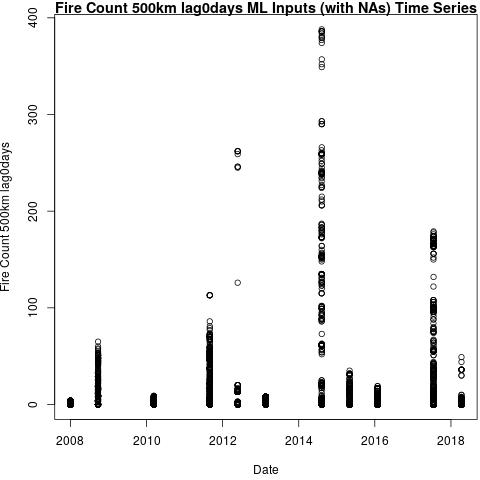 Fire Count 500km lag0days ML Inputs (with NAs) Time Series
Fire Count 500km lag0days
400
300
200
100
0
2008 2010 2012 2014 2016 2018
Date